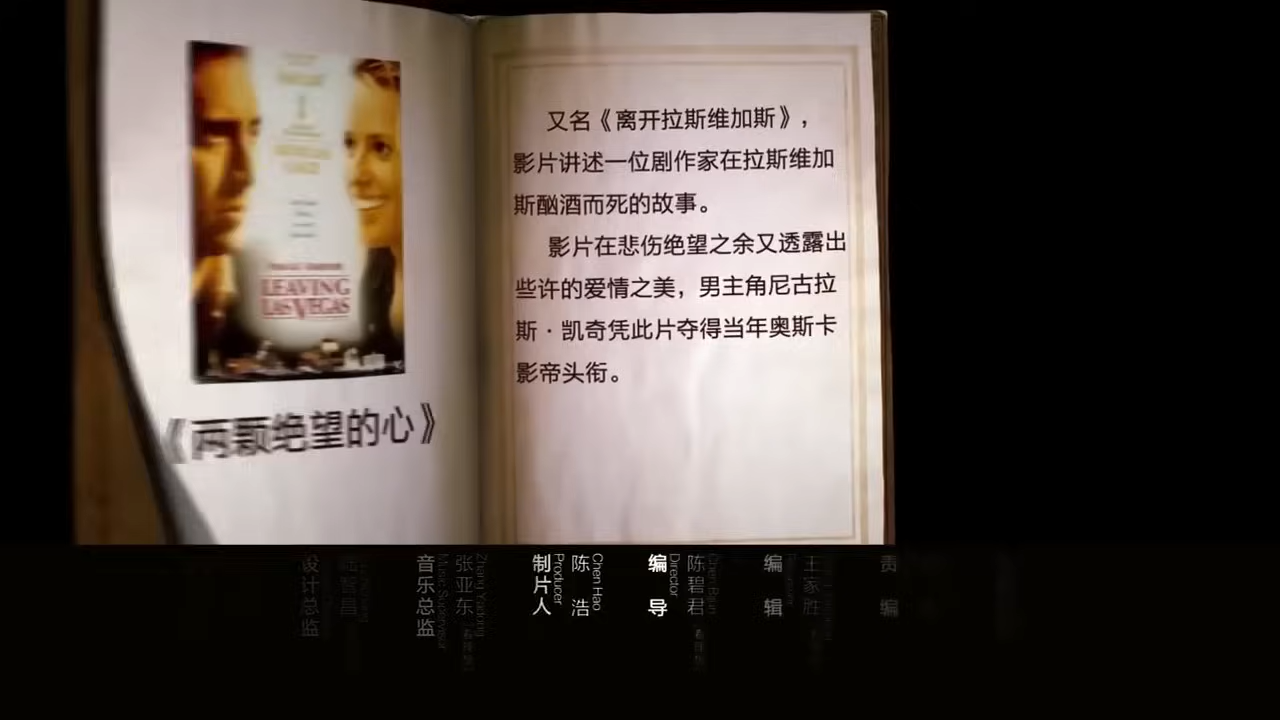 LEAVING
LAS VEGAS
《两颗绝望的心》
又名《离开拉斯维加斯》，
影片讲述一位剧作家在拉斯维加
斯酗酒而死的故事。
影片在悲伤绝望之余又透露出
些许的爱情之美，男主角尼古拉
斯·凯奇凭此片夺得当年奥斯卡
影帝头衔。
设计总监
陆智昌
音乐总监
Music Supervisor
张亚东
Zhang Yadong
制片人
Producer
陈浩
Chen Hao
编导
Director
陈碧君
编辑
王家胜
责编